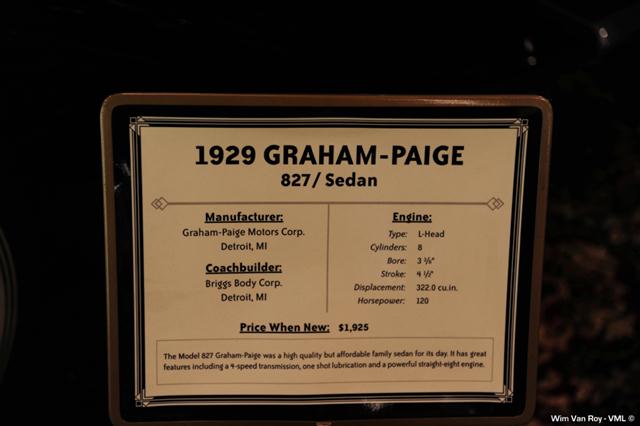 1929 GRAHAM-PAIGE
827/ Sedan
Manufacturer:
Graham-Paige Motors Corp.
Detroit, MI
Coachbuilder:
Briggs Body Corp.
Detroit, MI
Engine:
Type: L-Head
Cylinders: 8
Bore: 3 3/8"
Stroke: 4 1/2"
Displacement: 322.0 cu.in.
Horsepower: 120
Price When New: $1,925
The Model 827 Graham-Paige was a high quality but affordable family sedan for its day. It has great
features including a 4-speed transmission, one shot lubrication and a powerful straight-eight engine.
Wim Van Roy - VML ©